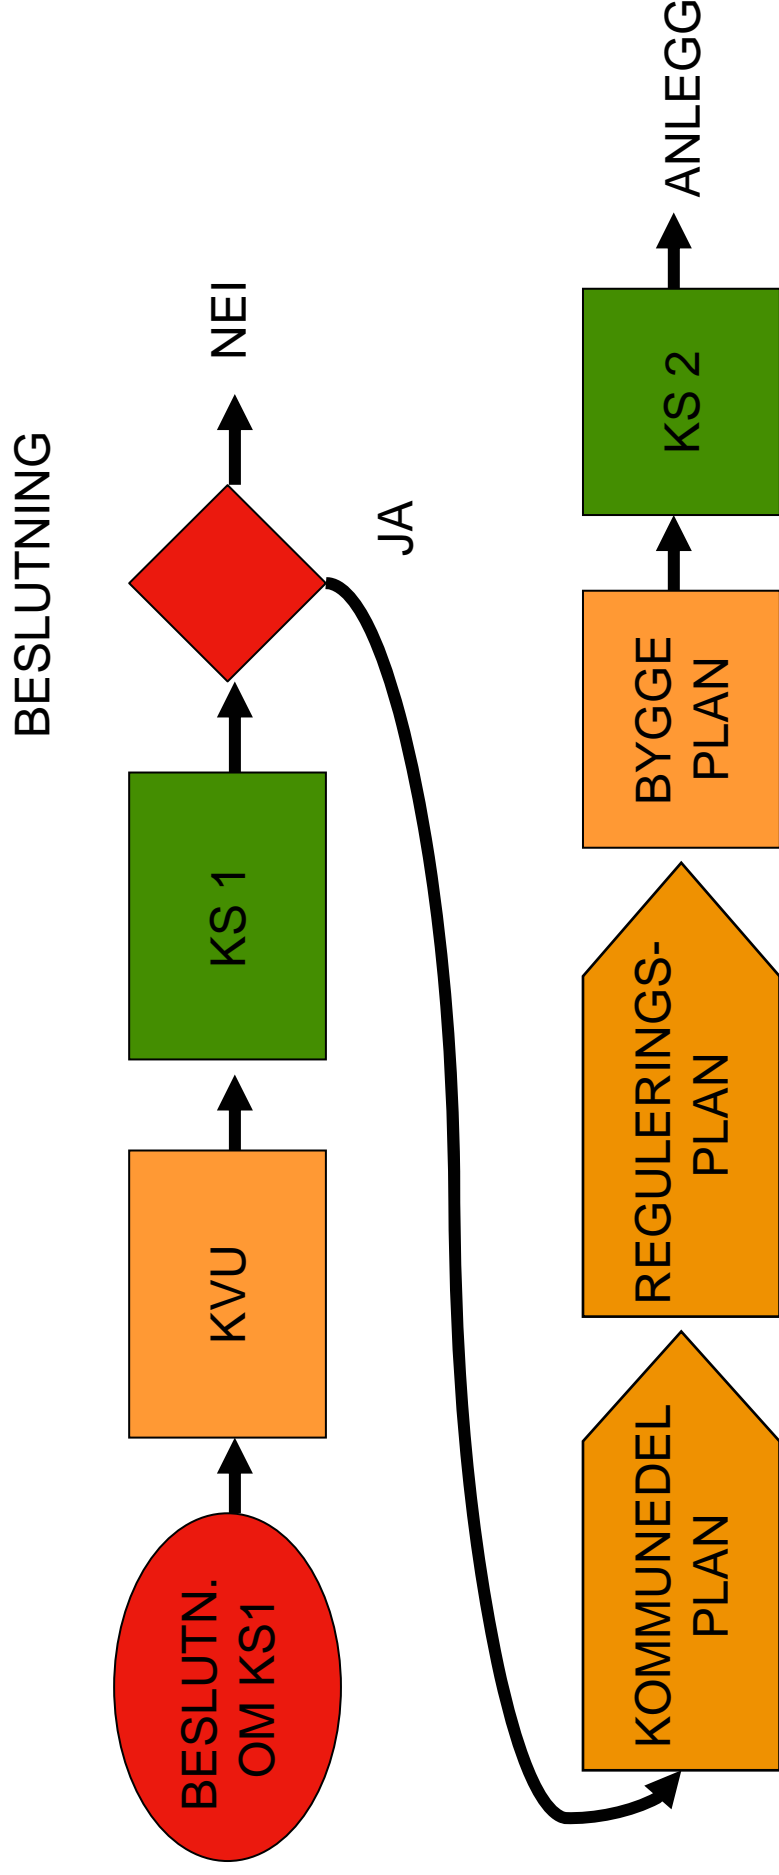 BESLUTNING
BESLUTN.
OM KS1
KVU
KS 1
NEI
JA
KOMMUNEDEL
PLAN
REGULERINGS-
PLAN
BYGGE
PLAN
KS 2
ANLEGG